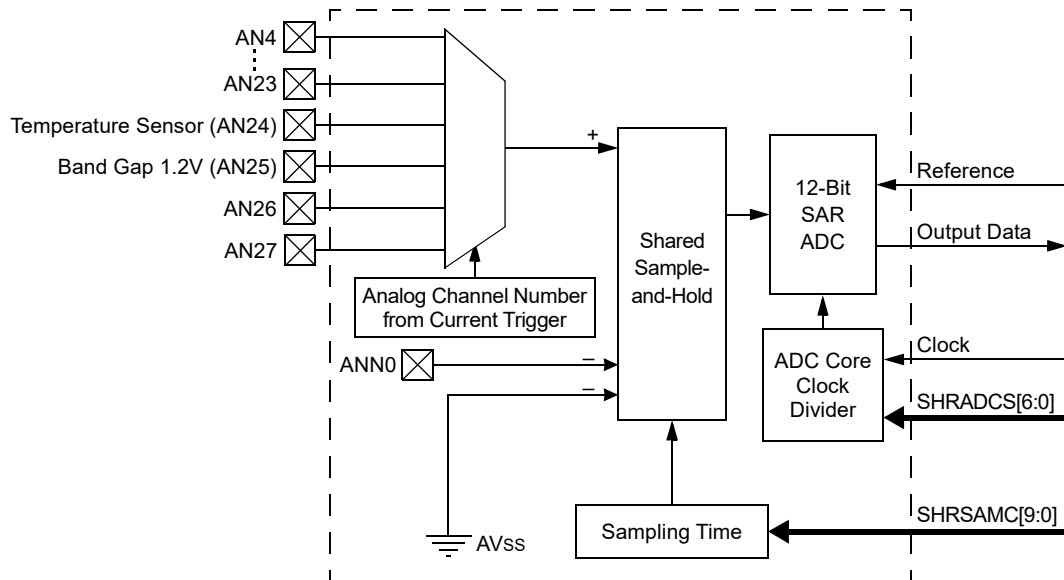 AN4
AN23
Temperature Sensor (AN24)
Band Gap 1.2V (AN25)
AN26
AN27
Analog Channel Number
from Current Trigger
ANN0
AVSS
+
–
–
Shared
Sample-
and-Hold
Sampling Time
12-Bit
SAR
ADC
ADC Core
Clock
Divider
Reference
Output Data
Clock
SHRADCS[6:0]
SHRSAMC[9:0]